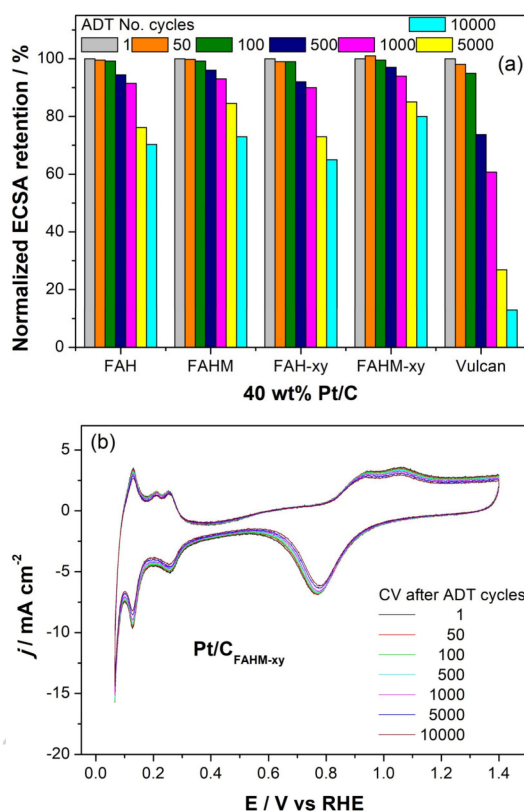 ADT No. cycles
10000
1
50
100
500
1000
5000
(a)
Normalized ECSA retention / %
100
80
60
40
20
0
FAH
FAHM
FAH-xy
FAHM-xy
Vulcan
40 wt% Pt/C
(b)
j / mA cm-2
5
0
-5
-10
-15
-20
Pt/CFAHM-xy
CV after ADT cycles
1
50
100
500
1000
5000
10000
0.0
0.2
0.4
0.6
0.8
1.0
1.2
1.4
E / V vs RHE